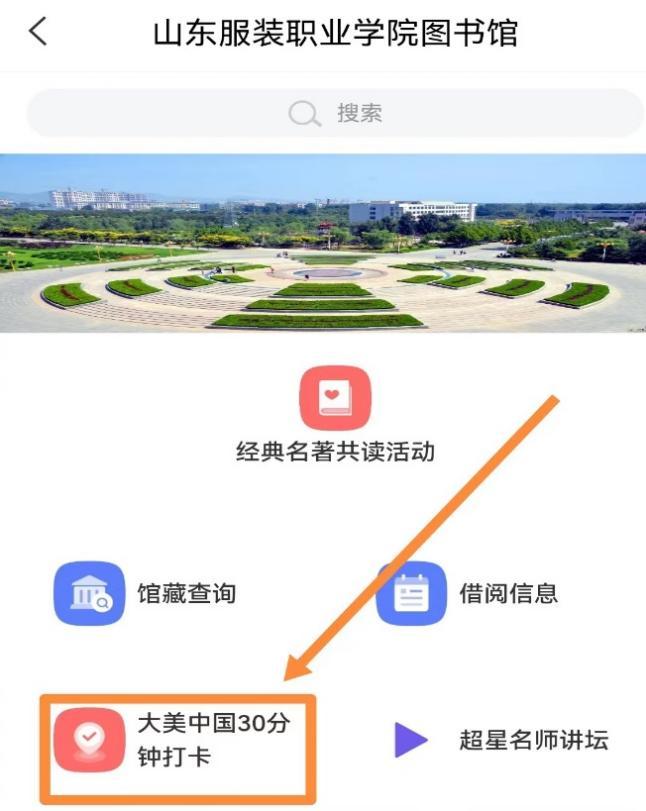 山东服装职业学院图书馆
搜索
经典名著共读活动
馆藏查询
借阅信息
大美中国30分
钟打卡
超星名师讲坛